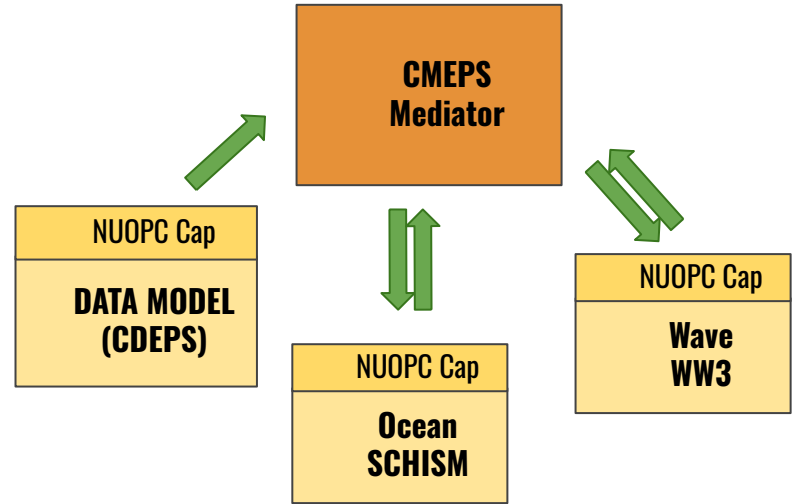 CMEPS
Mediator
NUOPC Cap
DATA MODEL
(CDEPS)
NUOPC Cap
Ocean
SCHISM
NUOPC Cap
Wave
WW3